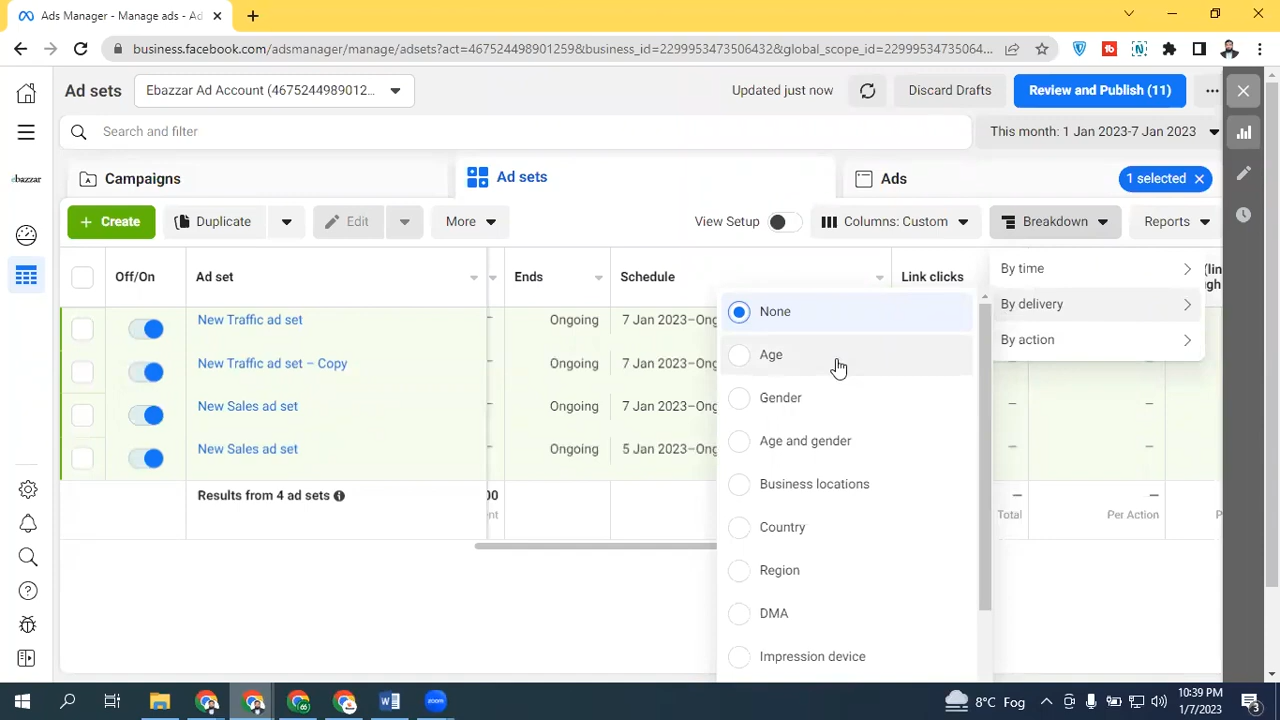 Ads Manager - Manage ads - Ad
business.facebook.com/adsmanager/manage/adsets?act=467524498901259&business_id=2299953473506432&global_scope_id=22999534735064...
Ad sets
Ebazzar Ad Account (4675244989012...
Updated just now
Discard Drafts
Review and Publish (11)
Search and filter
This month: 1 Jan 2023-7 Jan 2023
ebazzar
Campaigns
Ad sets
Ads
1 selected
+ Create
Duplicate
Edit
More
View Setup
Columns: Custom
Breakdown
Reports
Off/On
Ad set
Ends
Schedule
Link clicks
By time
By delivery
By action
None
Age
Gender
Age and gender
Business locations
Country
Region
DMA
Impression device
New Traffic ad set
Ongoing
7 Jan 2023–Ong
New Traffic ad set – Copy
Ongoing
7 Jan 2023–Ong
New Sales ad set
Ongoing
7 Jan 2023–Ong
New Sales ad set
Ongoing
5 Jan 2023–Ong
Results from 4 ad sets
00
Total
Per Action
8°C Fog
10:39 PM
1/7/2023
3